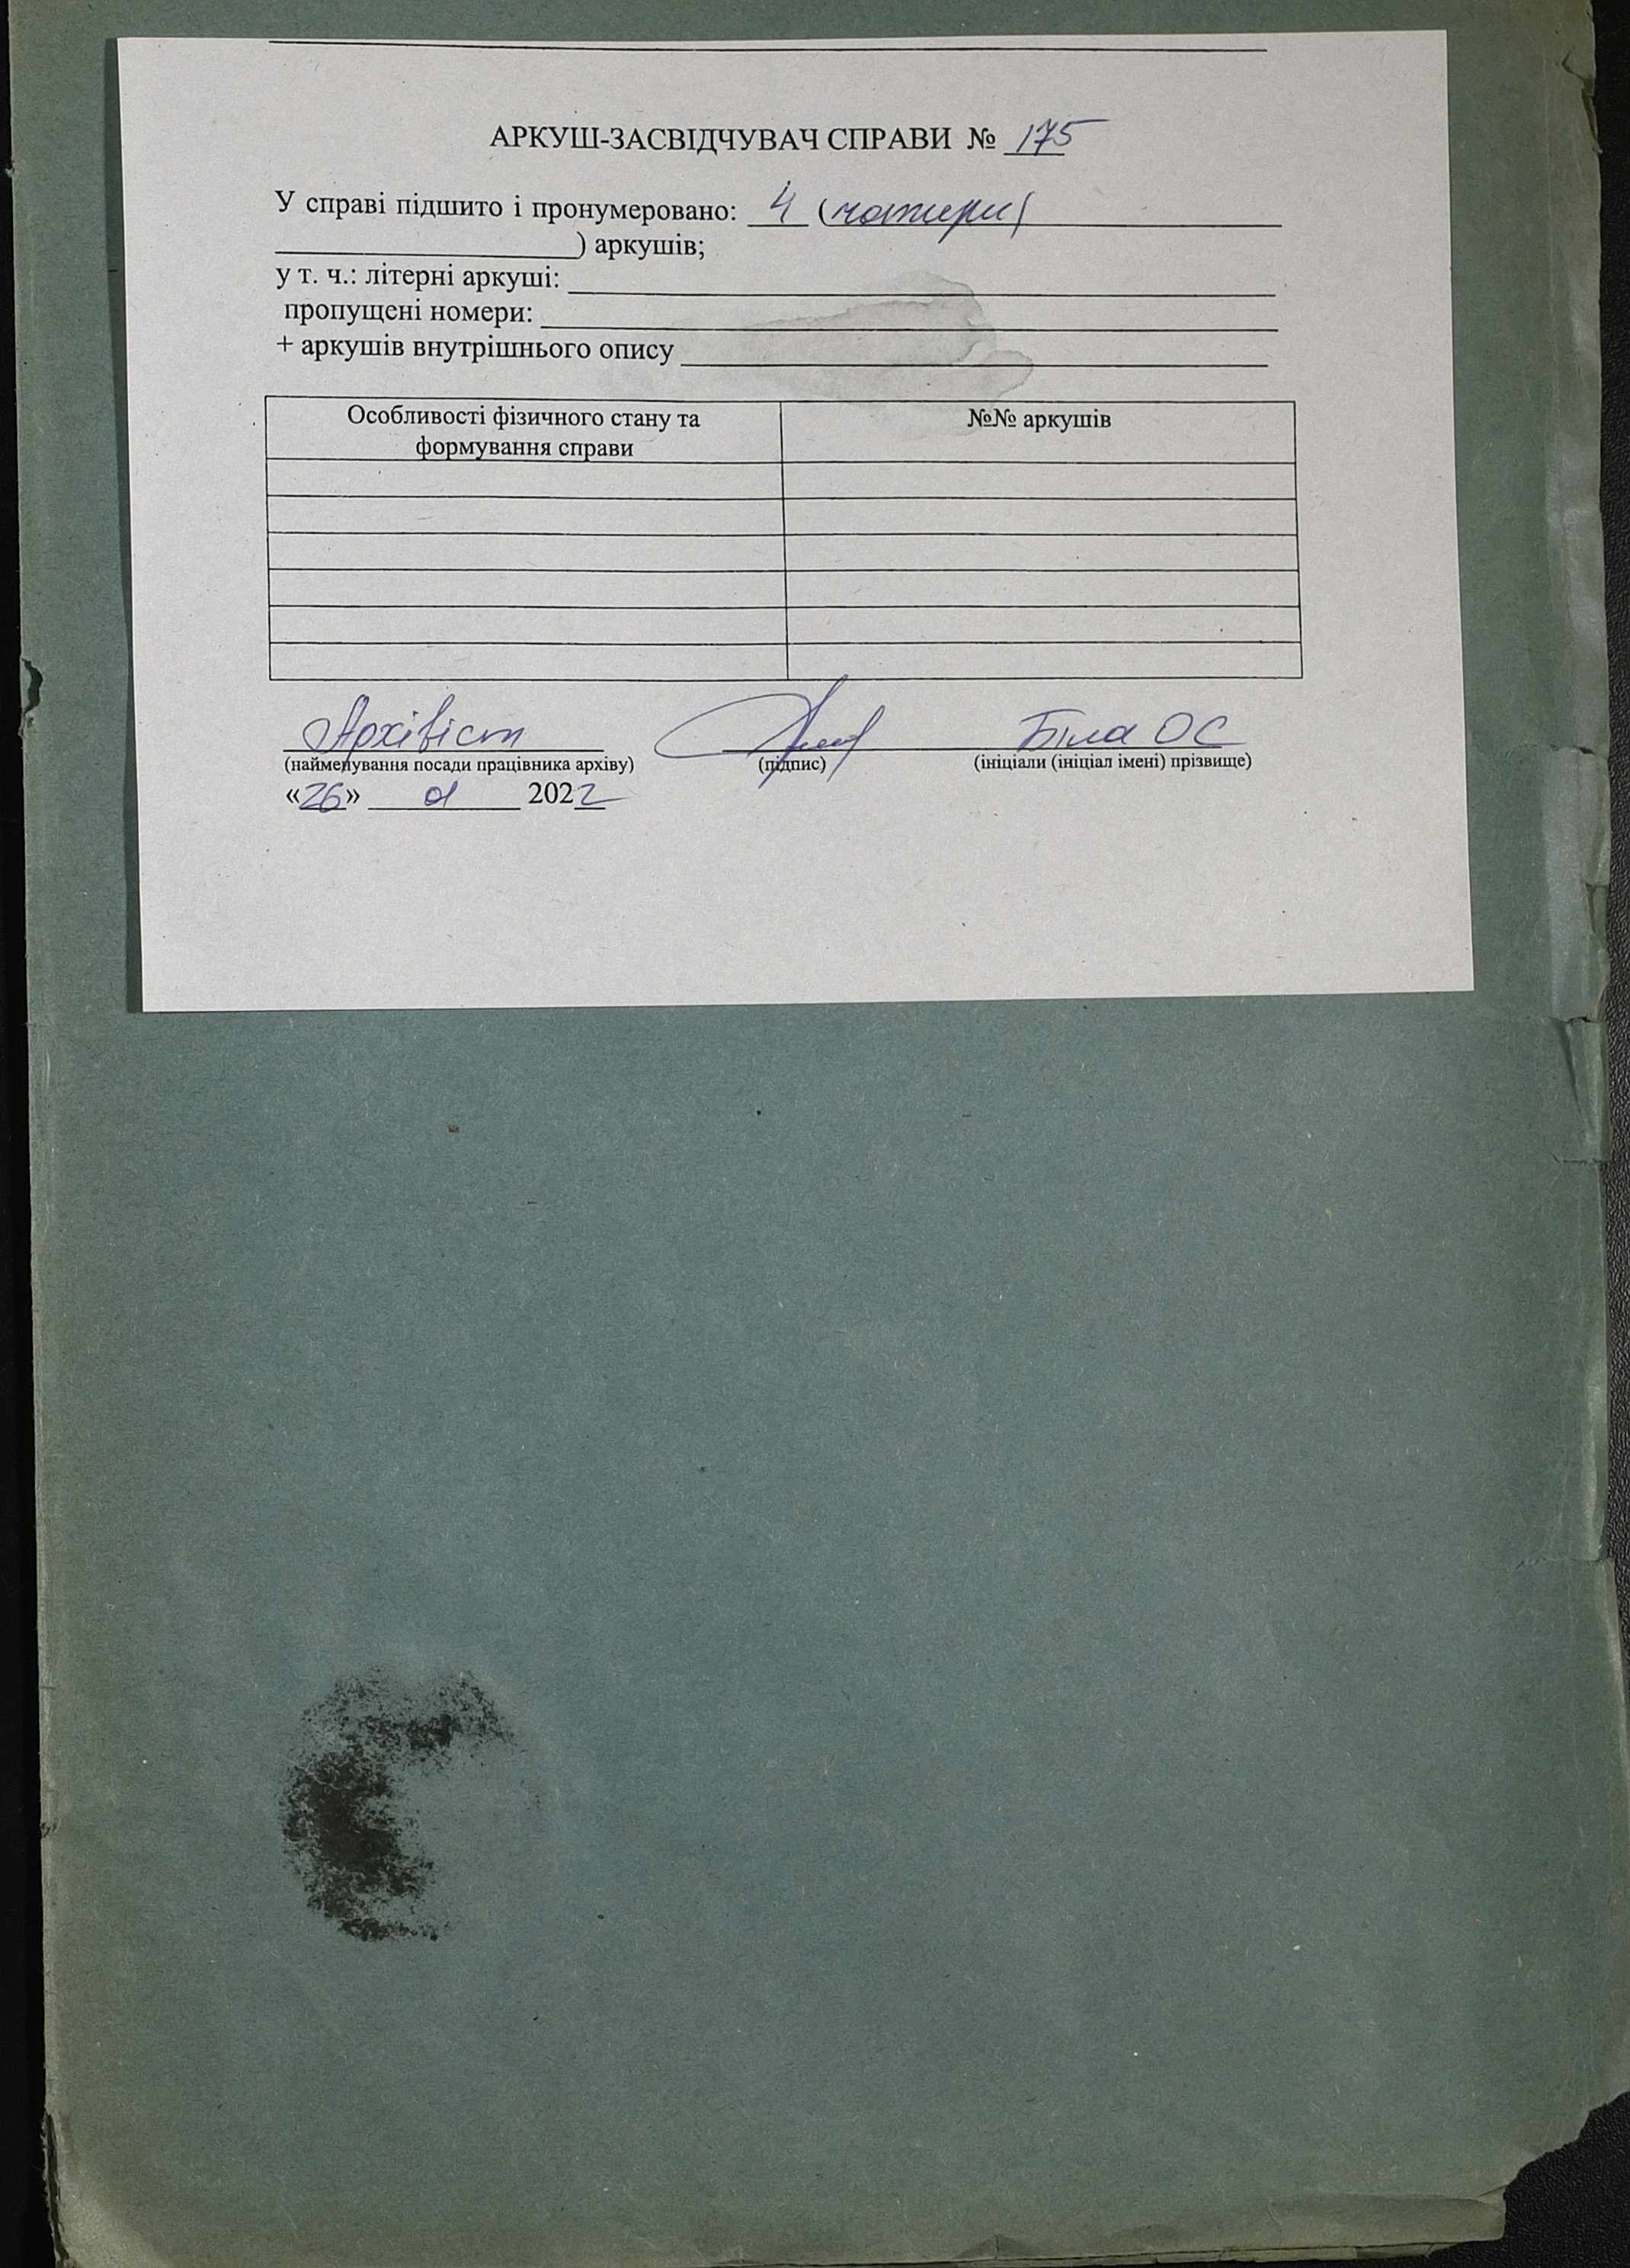 АРКУШ-ЗАСВІДЧУВАЧ СПРАВИ № 175
У справі підшито і пронумеровано: 4 (чотири)
) аркушів;
у т. ч.: літерні аркуші:
пропущені номери:
+ аркушів внутрішнього опису
Особливості фізичного стану та
формування справи
№№ аркушів
Архівіст Біла ОС
(найменування посади працівника архіву) (підпис) (ініціали (ініціал імені) прізвище)
«26» 2022